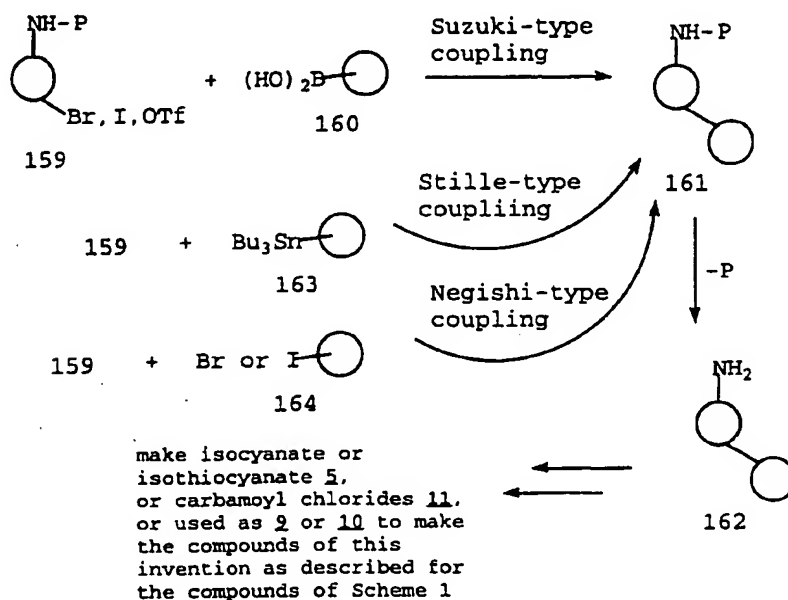 NH-P
Br, I, OTf
159
+
(HO)2B
160
Suzuki-type
coupling
NH-P
161
159 + Bu3Sn
163
Stille-type
coupliing
159 + Br or I
164
Negishi-type
coupling
-P
NH2
162
make isocyanate or
isothiocyanate 5,
or carbamoyl chlorides 11,
or used as 9 or 10 to make
the compounds of this
invention as described for
the compounds of Scheme 1